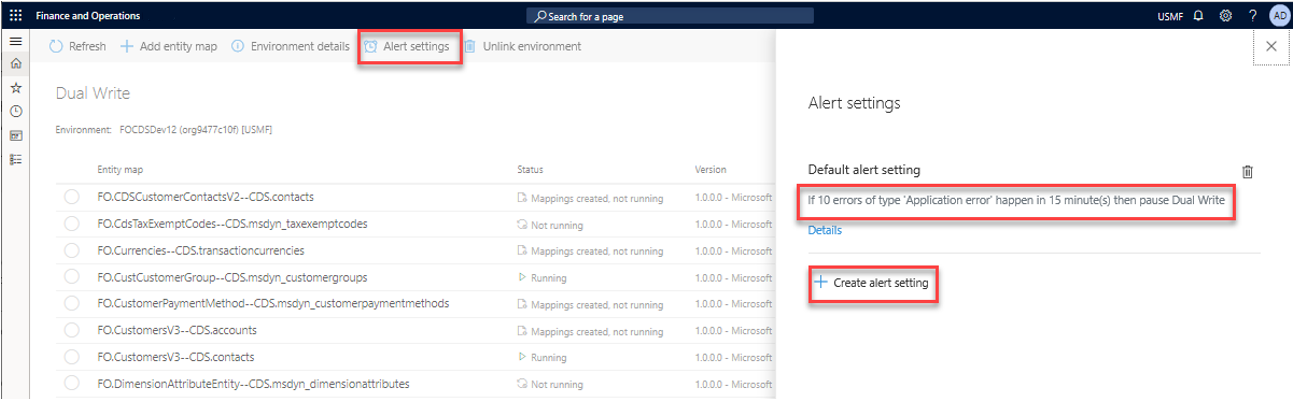 Finance and Operations
Search for a page
USMF
?
AD
Refresh
Add entity map
Environment details
Alert settings
Unlink environment
Dual Write
Environment: FOCDSDev12 (org9477c10f) [USMF]
Entity map Status Version
FO.CDSCustomerContactsV2--CDS.contacts Mappings created, not running 1.0.0.0 - Microsoft
FO.CdsTaxExemptCodes--CDS.msdyn_taxexemptcodes Not running 1.0.0.0 - Microsoft
FO.Currencies--CDS.transactioncurrencies Mappings created, not running 1.0.0.0 - Microsoft
FO.CustCustomerGroup--CDS.msdyn_customergroups Running 1.0.0.0 - Microsoft
FO.CustomerPaymentMethod--CDS.msdyn_customerpaymentmethods Mappings created, not running 1.0.0.0 - Microsoft
FO.CustomersV3--CDS.accounts Mappings created, not running 1.0.0.0 - Microsoft
FO.CustomersV3--CDS.contacts Running 1.0.0.0 - Microsoft
FO.DimensionAttributeEntity--CDS.msdyn_dimensionattributes Not running 1.0.0.0 - Microsoft
Alert settings
Default alert setting
If 10 errors of type 'Application error' happen in 15 minute(s) then pause Dual Write
Details
Create alert setting